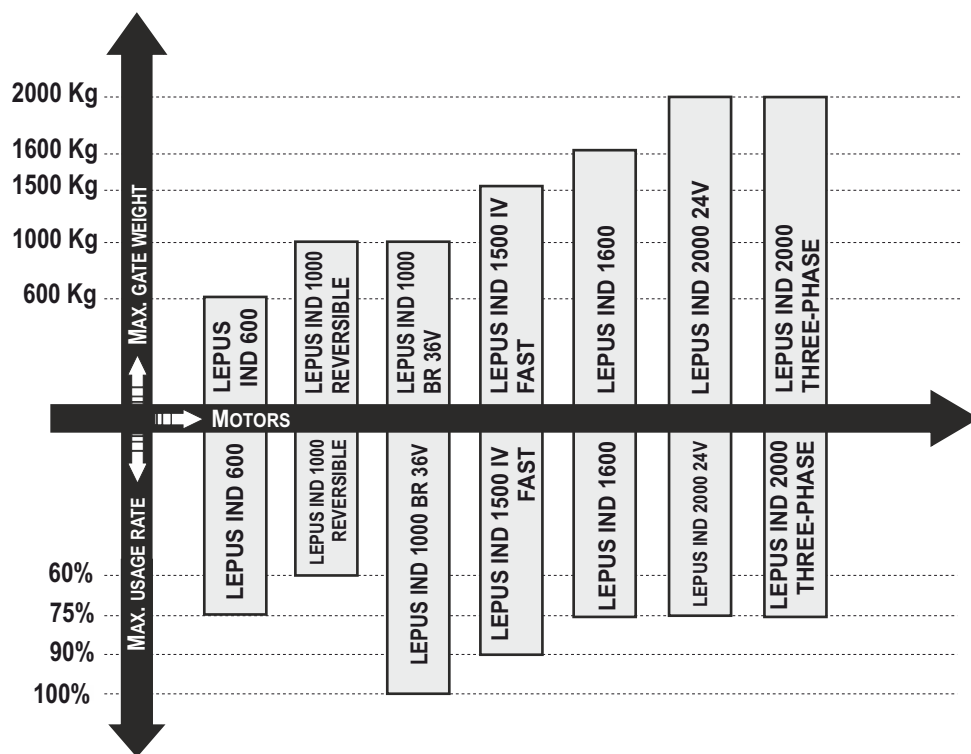 2000 Kg
1600 Kg
1500 Kg
1000 Kg
600 Kg
MAX. GATE WEIGHT
LEPUS
IND 600
LEPUS IND 1000
REVERSIBLE
LEPUS IND 1000
BR 36V
LEPUS IND 1500 IV
FAST
LEPUS IND 1600
LEPUS IND 2000 24V
LEPUS IND 2000
THREE-PHASE
MOTORS
MAX. USAGE RATE
LEPUS IND 600
LEPUS IND 1000
REVERSIBLE
LEPUS IND 1000 BR 36V
LEPUS IND 1500 IV
FAST
LEPUS IND 1600
LEPUS IND 2000 24V
LEPUS IND 2000
THREE-PHASE
60%
75%
90%
100%